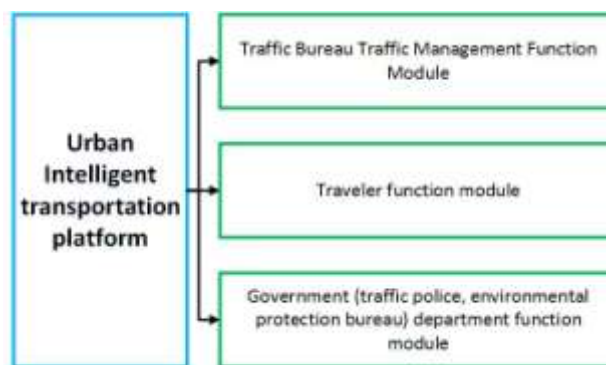 Urban
Intelligent
transportation
platform
Traffic Bureau Traffic Management Function
Module
Traveler function module
Government (traffic police, environmental
protection bureau) department function
module